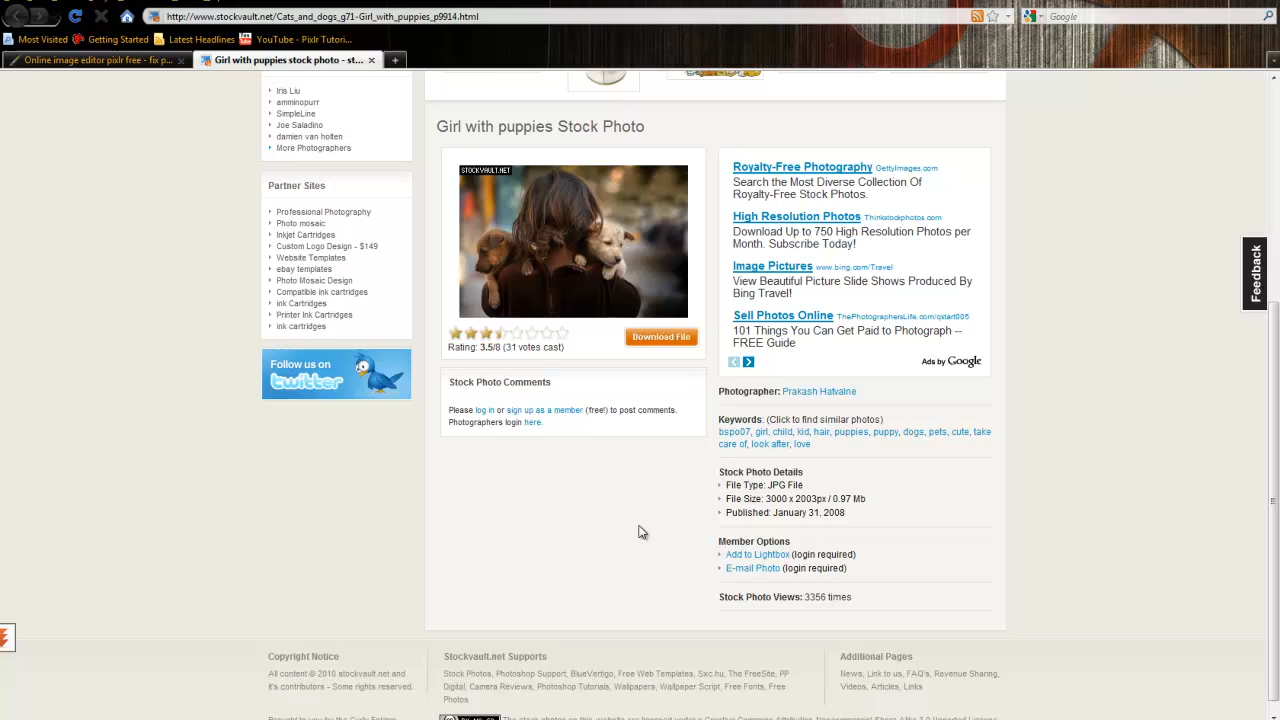 http://www.stockvault.net/Cats_and_dogs_g71-Girl_with_puppies_p9914.html
Google
Most Visited
Getting Started
Latest Headlines
YouTube - Pixlr Tutori...
Online image editor pixlr free - fix p...
Girl with puppies stock photo - st...
Iris Liu
amminopurr
SimpleLine
Joe Saladino
damien van holten
More Photographers
Partner Sites
Professional Photography
Photo mosaic
Inkjet Cartridges
Custom Logo Design - $149
Website Templates
ebay templates
Photo Mosaic Design
Compatible ink cartridges
ink Cartridges
Printer Ink Cartridges
ink cartridges
Follow us on
twitter
Girl with puppies Stock Photo
STOCKVAULT.NET
Download File
Rating: 3.5/8 (31 votes cast)
Stock Photo Comments
Please log in or sign up as a member (free!) to post comments.
Photographers login here.
Royalty-Free Photography GettyImages.com
Search the Most Diverse Collection Of
Royalty-Free Stock Photos.
High Resolution Photos Thinkstockphotos.com
Download Up to 750 High Resolution Photos per
Month. Subscribe Today!
Image Pictures www.bing.com/Travel
View Beautiful Picture Slide Shows Produced By
Bing Travel!
Sell Photos Online ThePhotographersLife.com/qstart005
101 Things You Can Get Paid to Photograph --
FREE Guide
Ads by Google
Photographer: Prakash Hatvalne
Keywords: (Click to find similar photos)
bspo07, girl, child, kid, hair, puppies, puppy, dogs, pets, cute, take
care of, look after, love
Stock Photo Details
File Type: JPG File
File Size: 3000 x 2003px / 0.97 Mb
Published: January 31, 2008
Member Options
Add to Lightbox (login required)
E-mail Photo (login required)
Stock Photo Views: 3356 times
Feedback
Copyright Notice
All content © 2010 stockvault.net and
it's contributors - Some rights reserved.
Stockvault.net Supports
Stock Photos, Photoshop Support, BlueVertigo, Free Web Templates, Sxc.hu, The FreeSite, PP
Digital, Camera Reviews, Photoshop Tutorials, Wallpapers, Wallpaper Script, Free Fonts, Free
Photos
Additional Pages
News, Link to us, FAQ's, Revenue Sharing,
Videos, Articles, Links